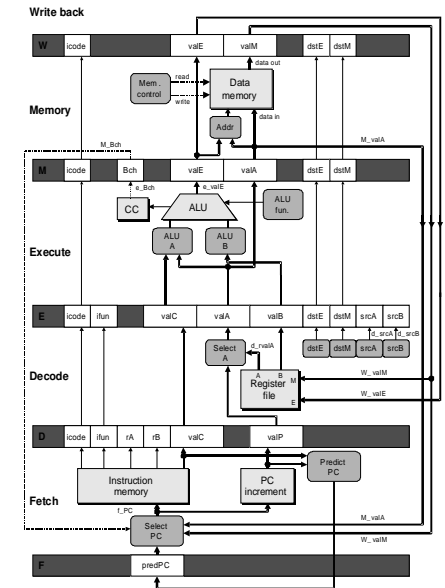 Write back
W icode valE valM dstE dstM
data out
read
Mem. control
Data memory
write
Memory
data in
Addr
M_Bch
M_valA
M icode Bch valE valA dstE dstM
e_Bch e_valE
CC ALU ALU fun.
ALU A ALU B
Execute
E icode ifun valC valA valB dstE dstM srcA srcB
d_srcA d_srcB
Select A d_rvalA dstE dstM srcA srcB
A B
Register file M
W_valM
E
W_valE
Decode
D icode ifun rA rB valC valP
Instruction memory PC increment Predict PC
Fetch
f_PC
M_valA
Select PC
W_valM
F predPC